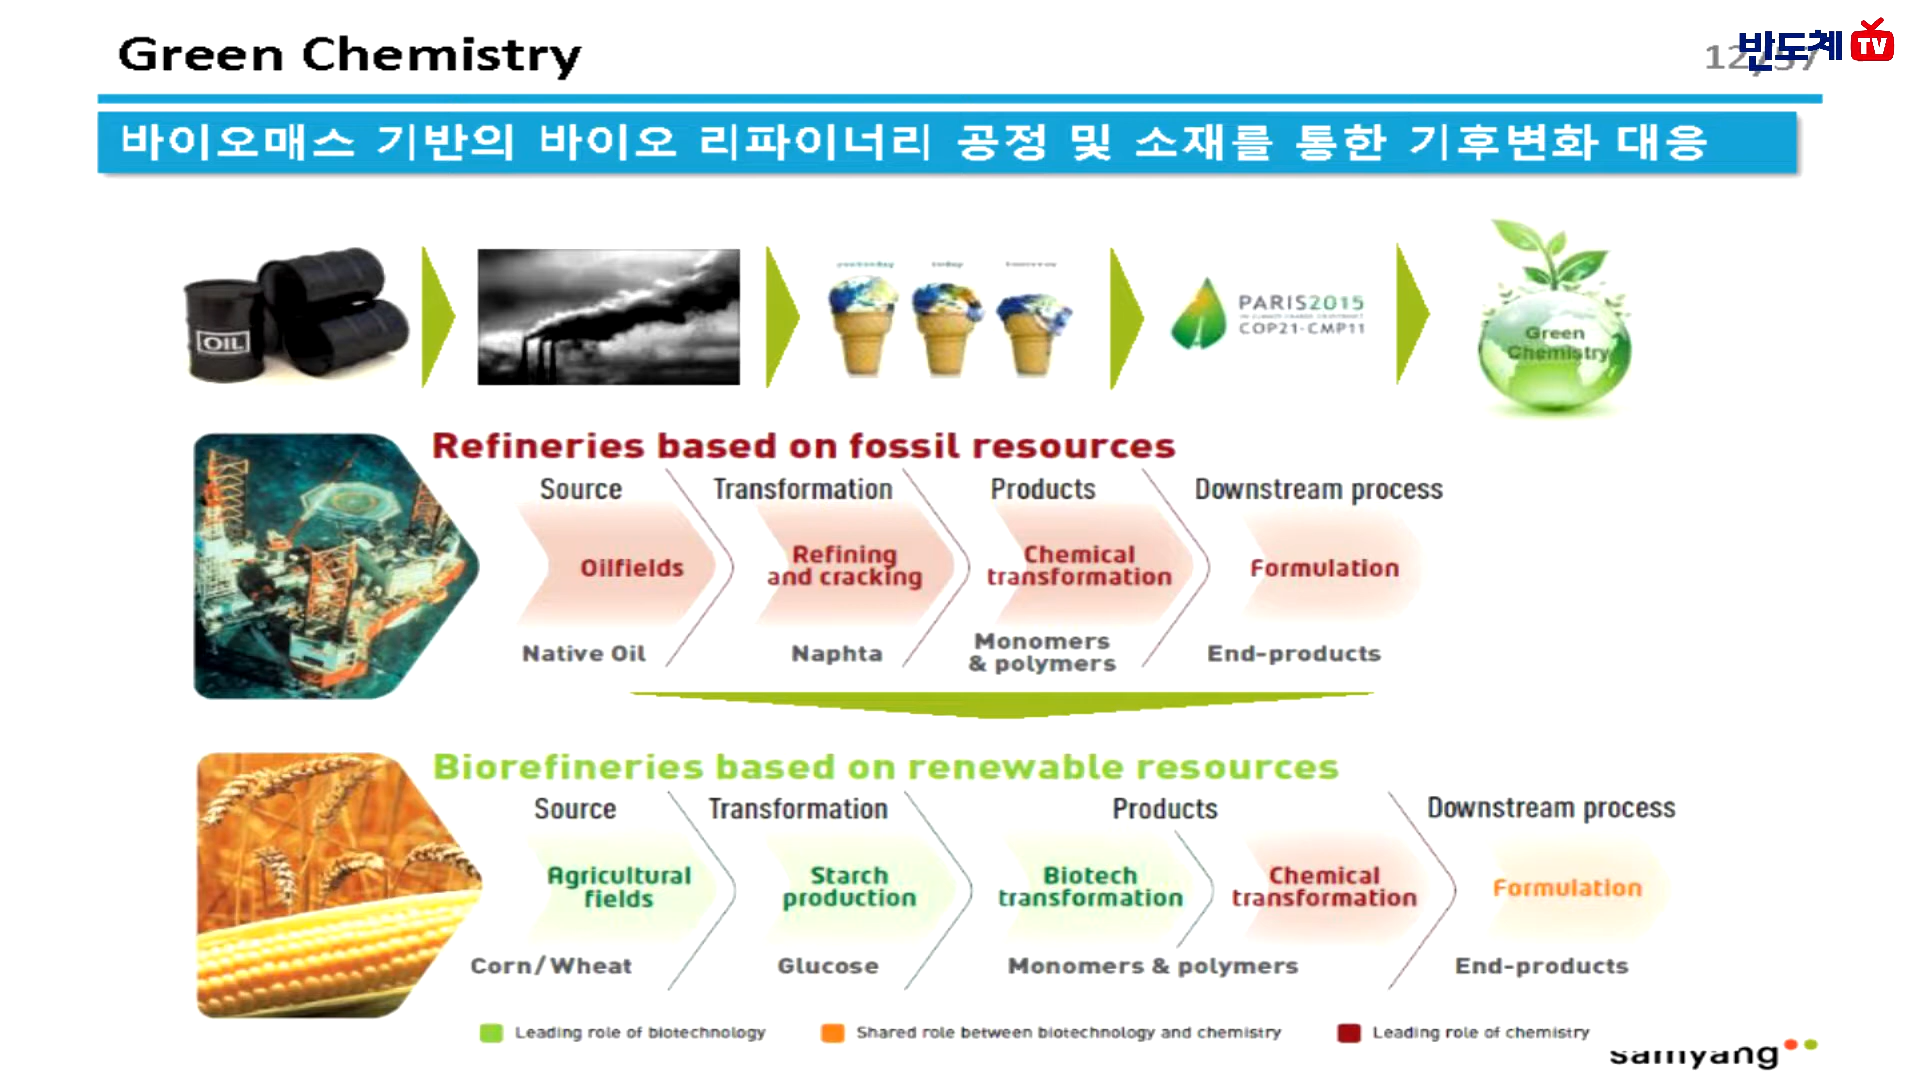 Green Chemistry
반도체 TV
바이오매스 기반의 바이오 리파이너리 공정 및 소재를 통한 기후변화 대응
OIL
yesterday today tomorrow
PARIS2015
COP21·CMP11
Green
Chemistry
Refineries based on fossil resources
Source Transformation Products Downstream process
Oilfields
Refining
and cracking
Chemical
transformation
Formulation
Native Oil
Naphta
Monomers
& polymers
End-products
Biorefineries based on renewable resources
Source Transformation Products Downstream process
Agricultural
fields
Starch
production
Biotech
transformation
Chemical
transformation
Formulation
Corn/Wheat
Glucose
Monomers & polymers
End-products
Leading role of biotechnology
Shared role between biotechnology and chemistry
Leading role of chemistry
samyang